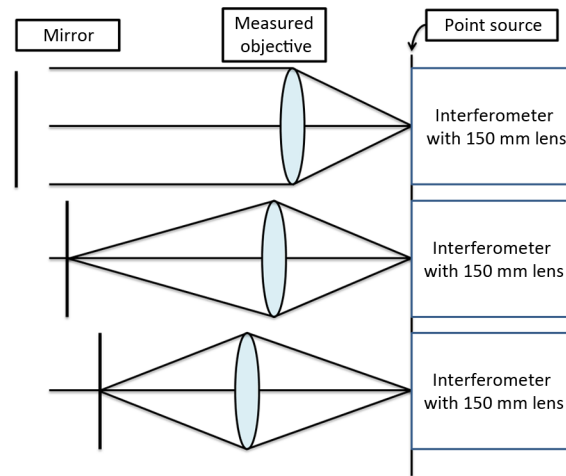 Mirror
Measured
objective
Point source
Interferometer
with 150 mm lens
Interferometer
with 150 mm lens
Interferometer
with 150 mm lens